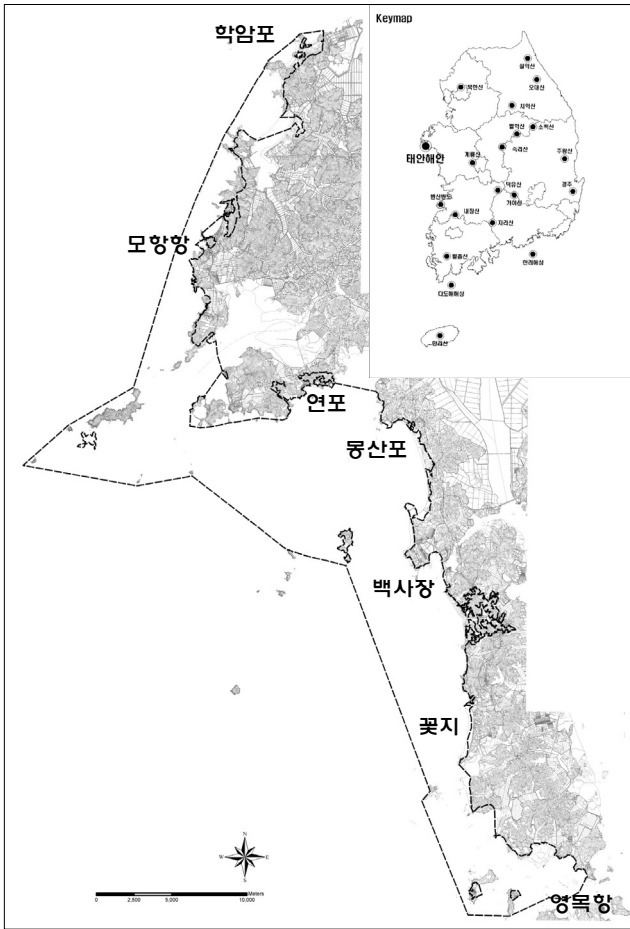 학암포
Keymap
설악산
오대산
북한산
치악산
월악산
소백산
태안해안
계룡산
속리산
주왕산
경주
덕유산
가야산
변산반도
내장산
지리산
월출산
한려해상
다도해해상
한라산
모항항
연포
몽산포
백사장
꽃지
N
W
E
S
Meters
0
2,500
5,000
10,000
영목항